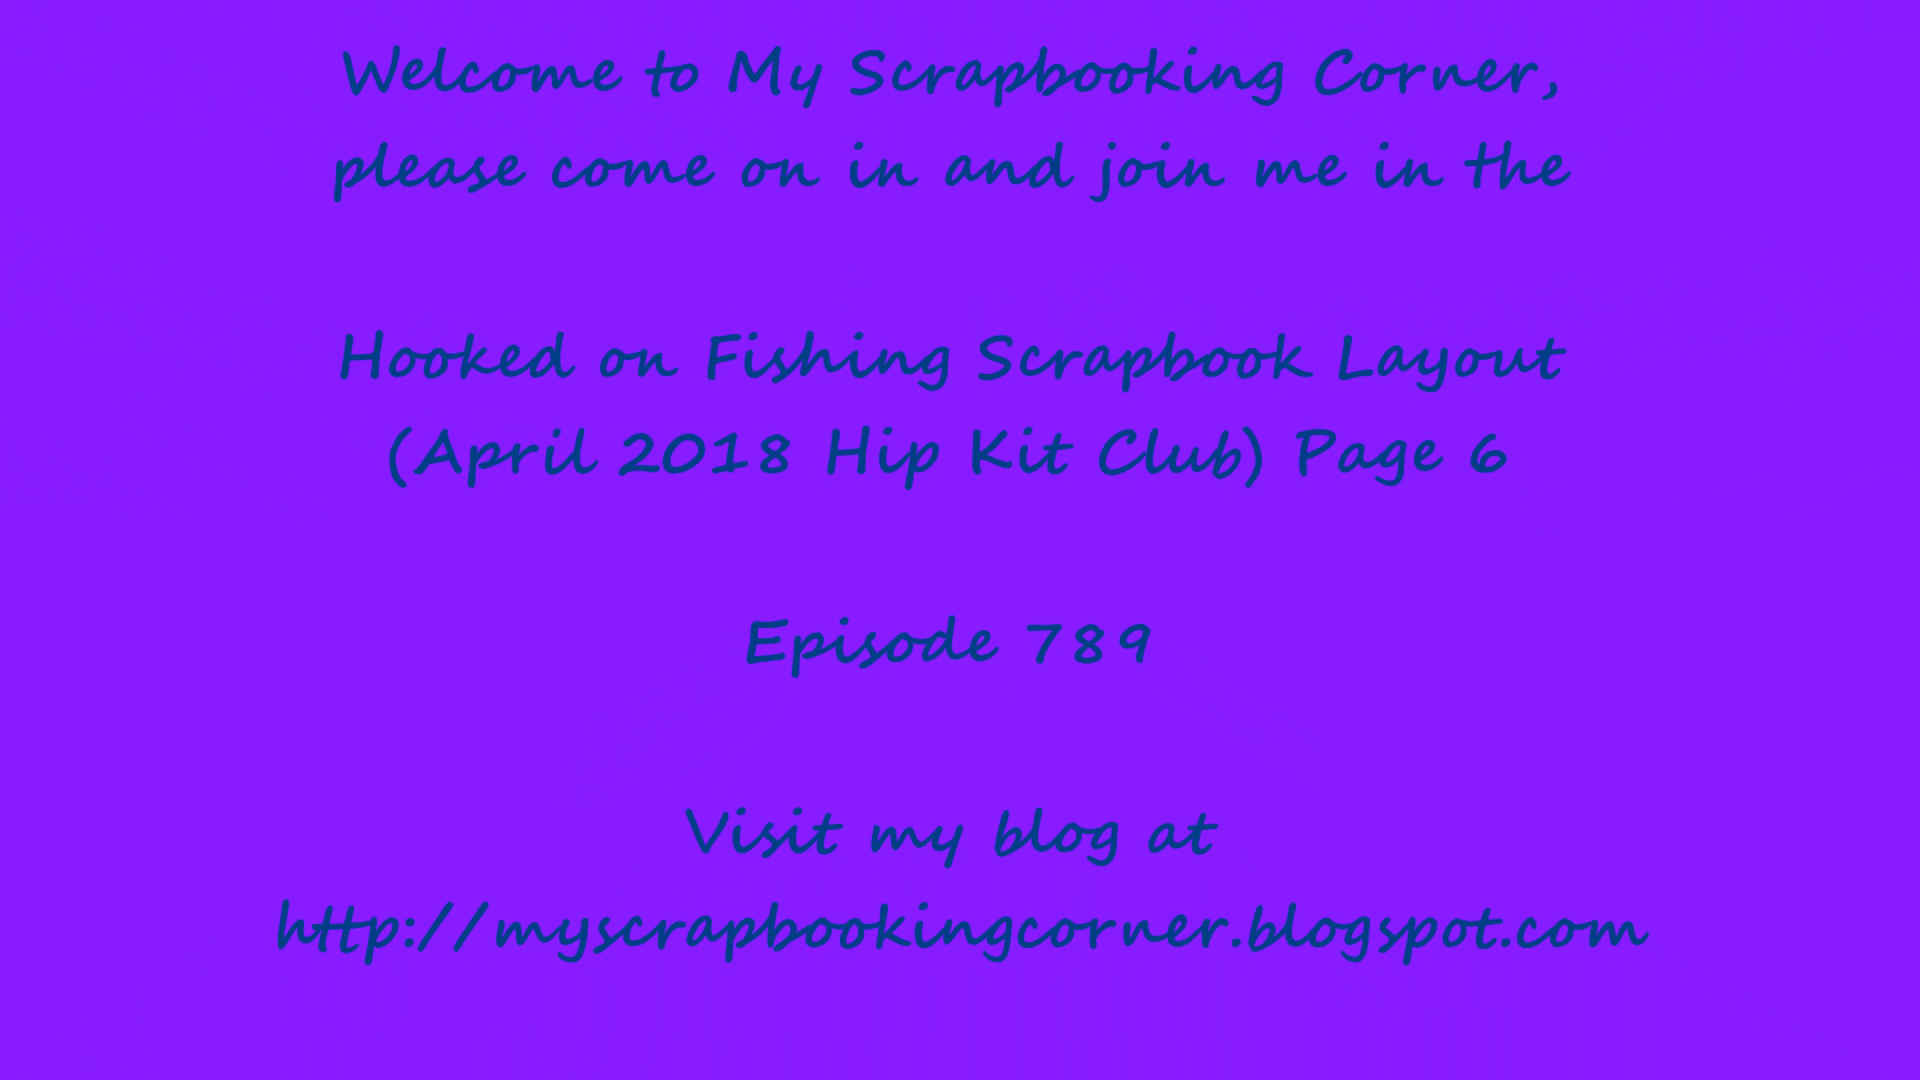 Welcome to My Scrapbooking Corner,
please come on in and join me in the
Hooked on Fishing Scrapbook Layout
(April 2018 Hip Kit Club) Page 6
Episode 789
Visit my blog at
http://myscrapbookingcorner.blogspot.com